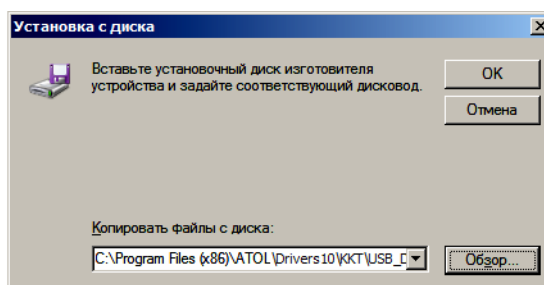 Установка с диска
Вставьте установочный диск изготовителя
устройства и задайте соответствующий дисковод.
OK
Отмена
Копировать файлы с диска:
C:\Program Files (x86)\ATOL\Drivers10\KKT\USB_D
Обзор...